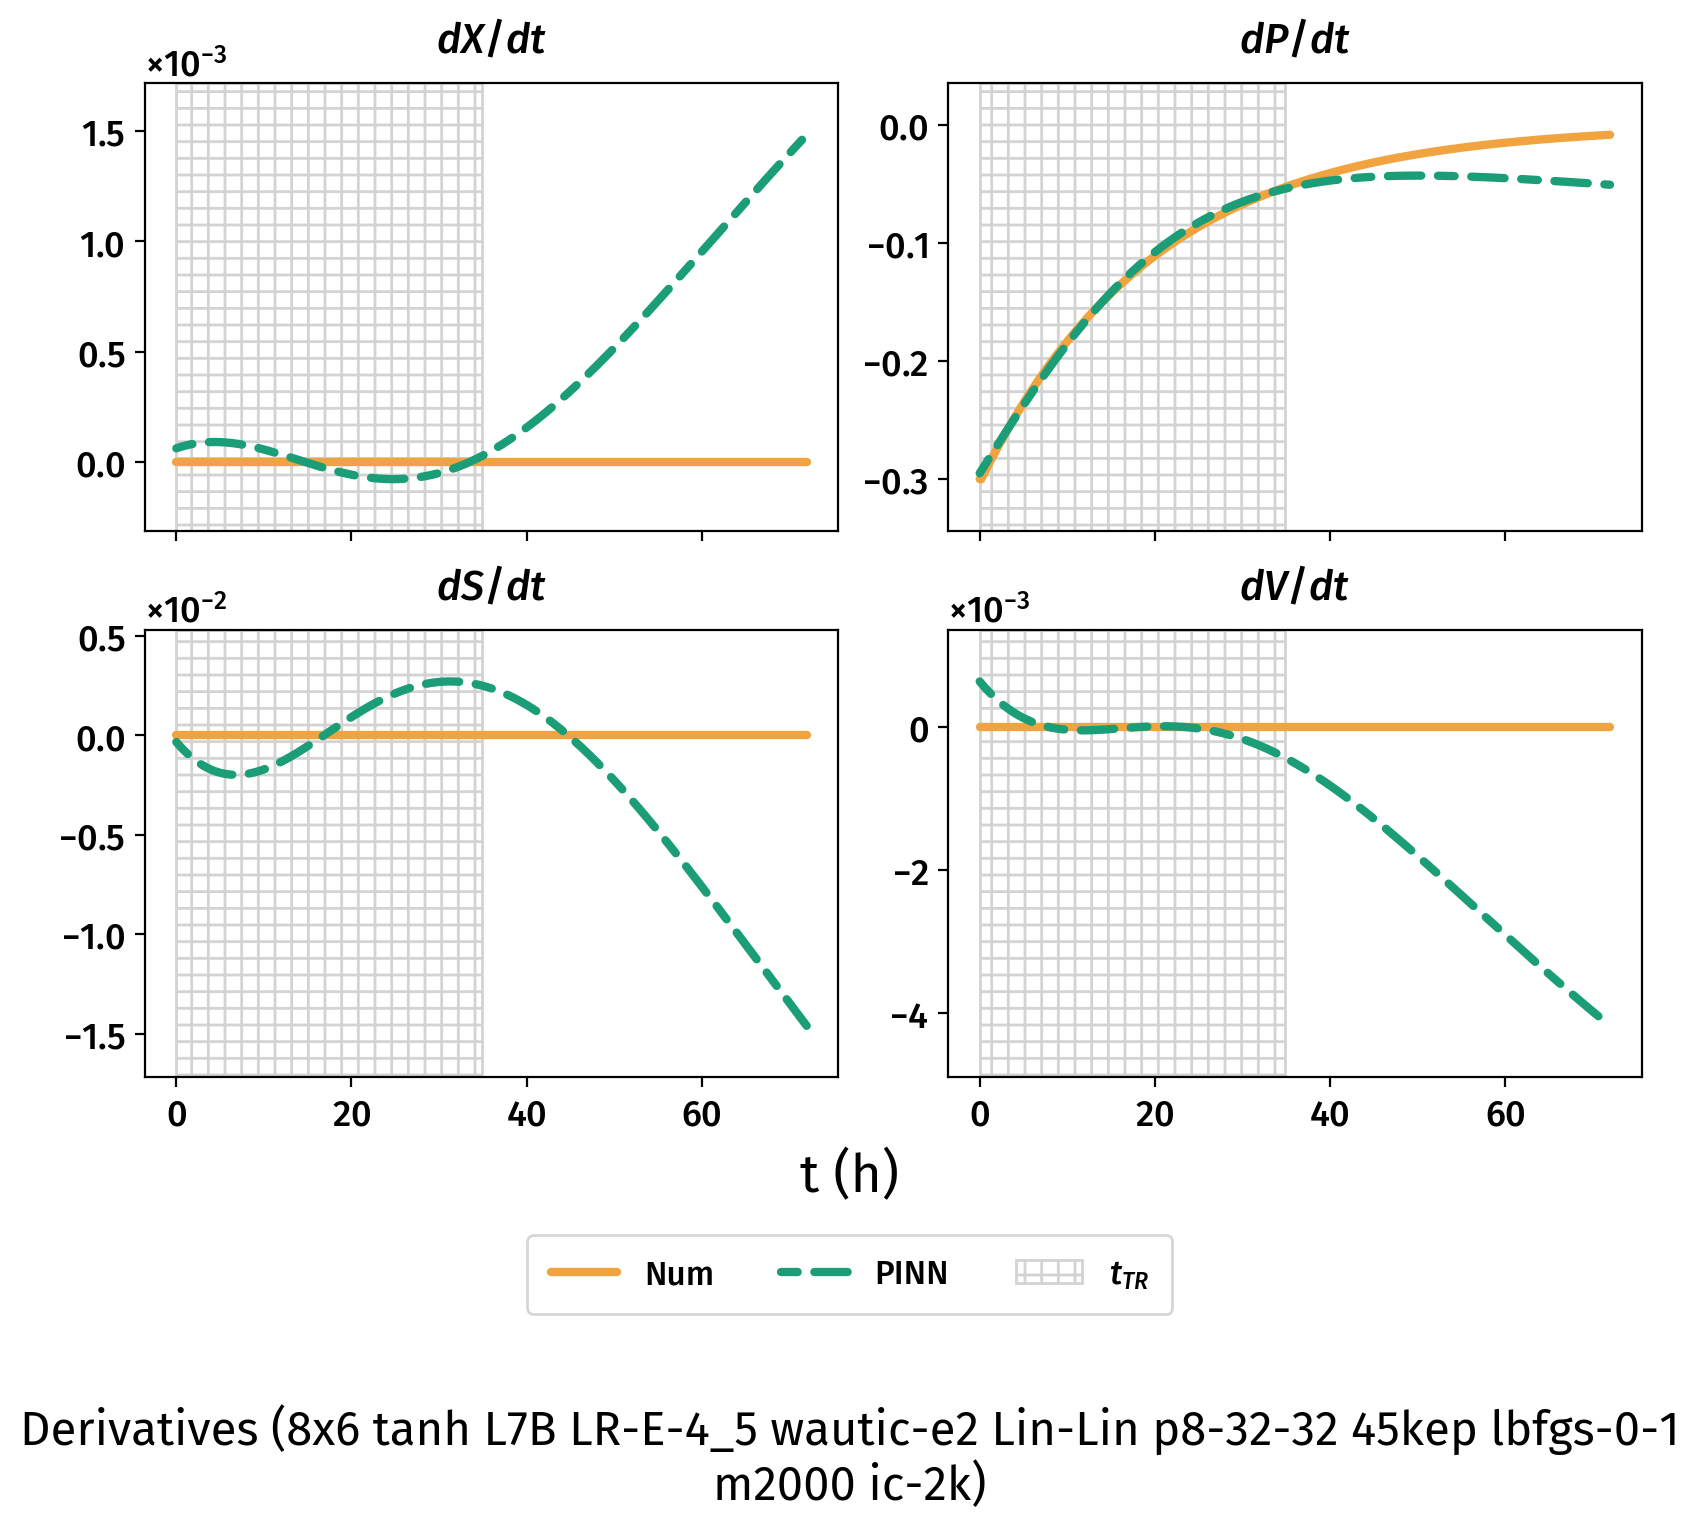 dX/dt
×10⁻³
1.5
1.0
0.5
0.0
dP/dt
0.0
−0.1
−0.2
−0.3
dS/dt
×10⁻²
0.5
0.0
−0.5
−1.0
−1.5
0 20 40 60
dV/dt
×10⁻³
0
−2
−4
0 20 40 60
t (h)
Num PINN t_TR
Derivatives (8x6 tanh L7B LR-E-4_5 wautic-e2 Lin-Lin p8-32-32 45kep lbfgs-0-1
m2000 ic-2k)